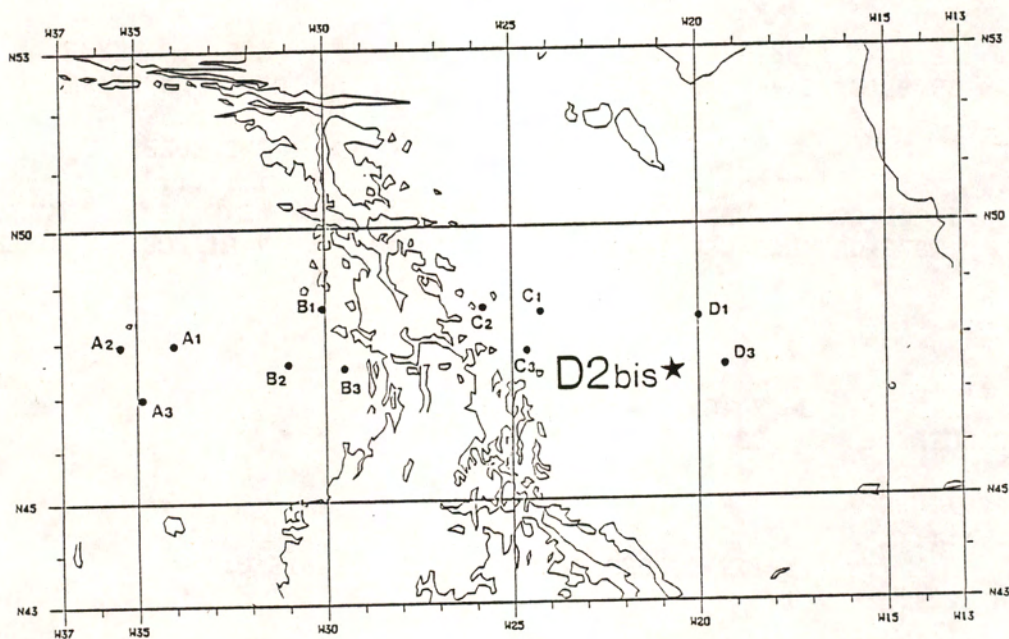 W37 W35 W30 W25 W20 W15 W13
N53 N53
N50 N50
B1 C2 C1 D1
A2 A1
B2 B3 C3 D2bis D3
A3
N45 N45
N43 N43
W37 W35 W30 W25 W20 W15 W13